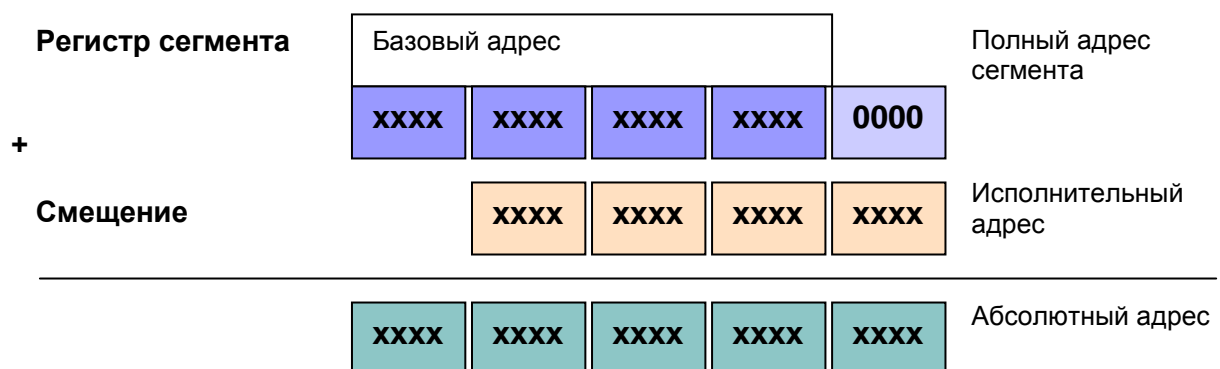 Регистр сегмента
Базовый адрес
Полный адрес
сегмента
xxxx xxxx xxxx xxxx 0000
+
Смещение
xxxx xxxx xxxx xxxx
Исполнительный
адрес
xxxx xxxx xxxx xxxx xxxx
Абсолютный адрес